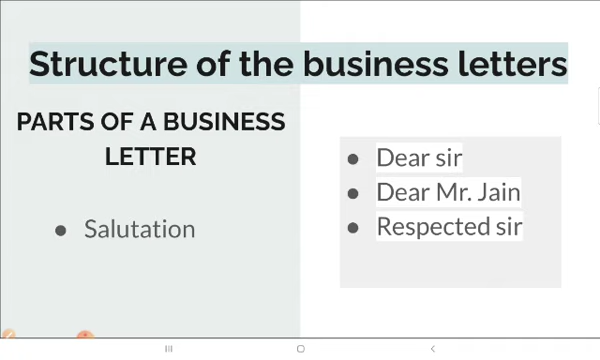 Structure of the business letters
PARTS OF A BUSINESS
LETTER
● Salutation
● Dear sir
● Dear Mr. Jain
● Respected sir